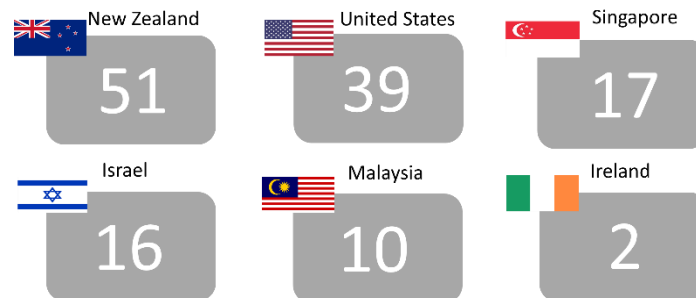 New Zealand
51
United States
39
Singapore
17
Israel
16
Malaysia
10
Ireland
2